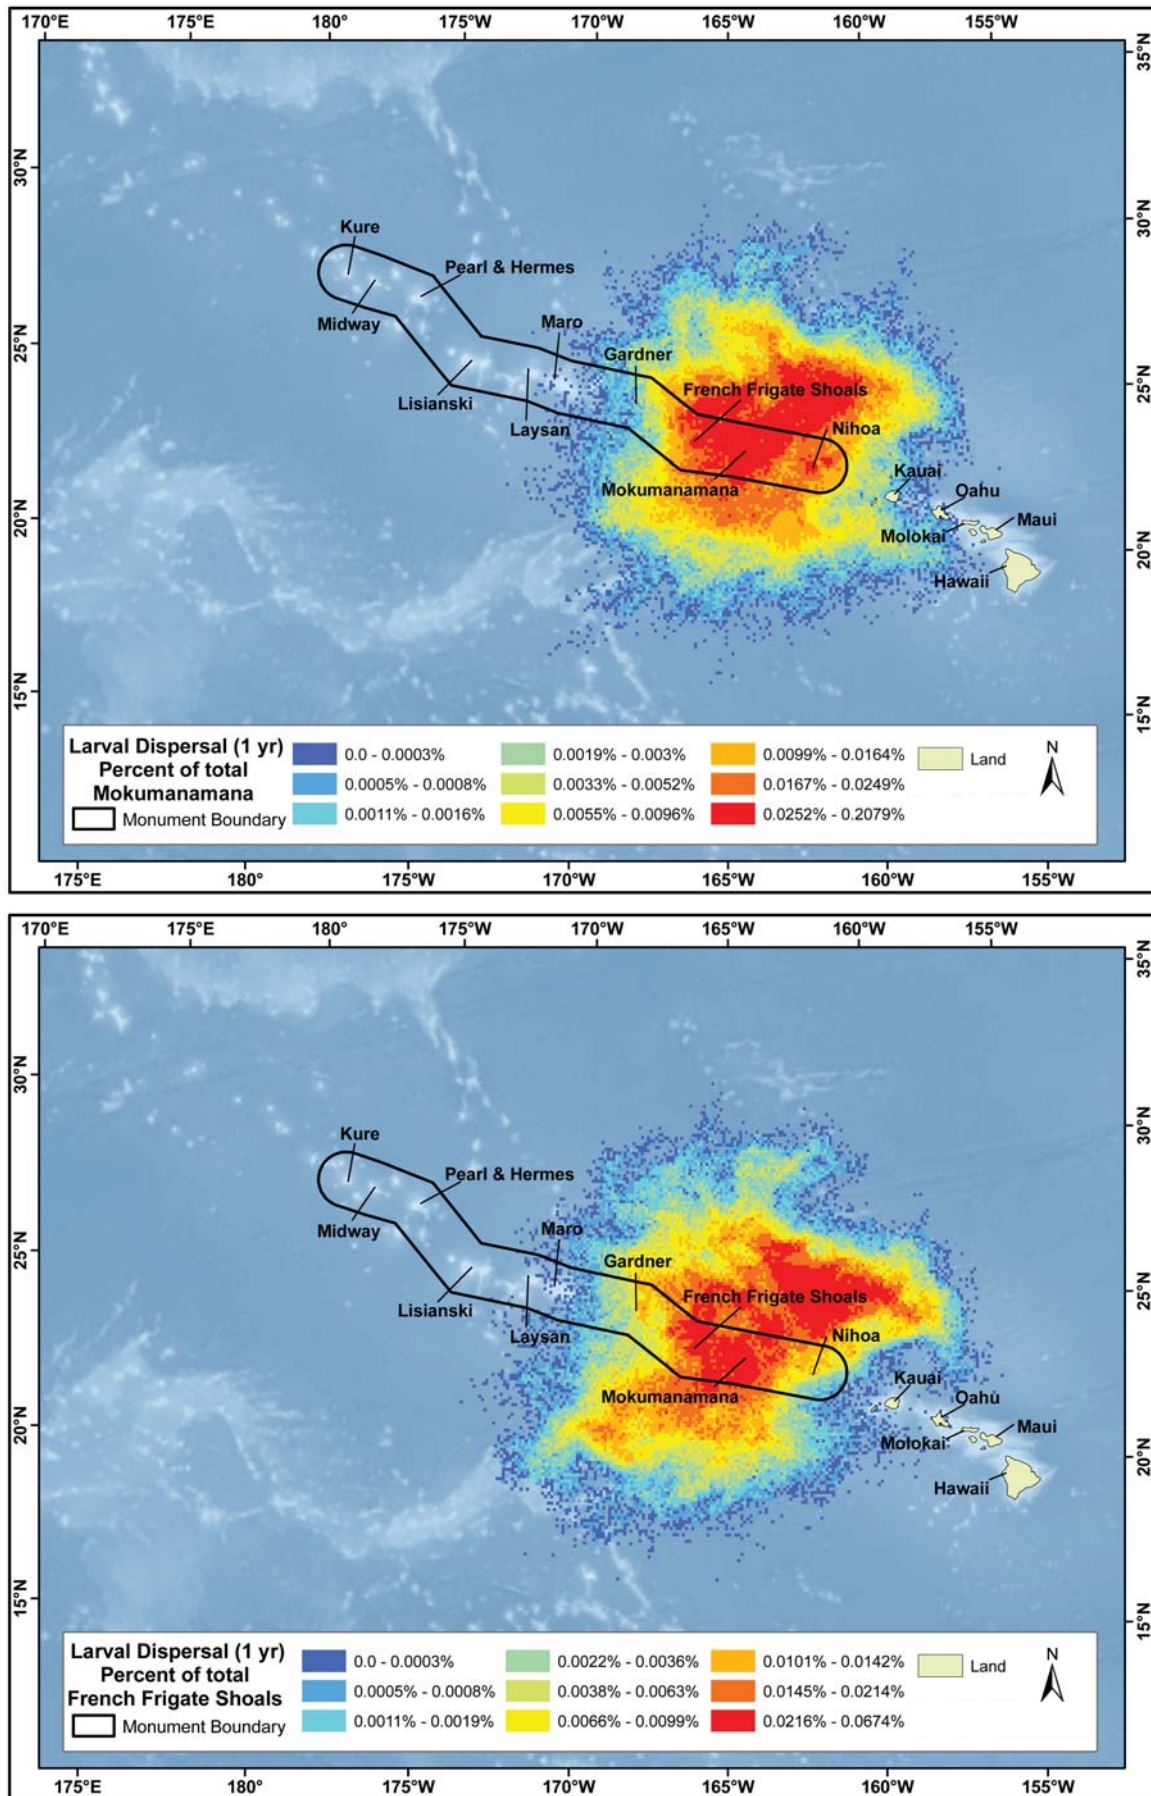 170°E 175°E 180° 175°W 170°W 165°W 160°W 155°W
35°N
30°N
30°N
Kure
Pearl & Hermes
Midway
Maro
25°N
Gardner
25°N
French Frigate Shoals
Lisianski
Laysan
Nihoa
Kauai
Mokumanamana
Oahu
20°N
Maui
Molokai
20°N
Hawaii
15°N
15°N
Larval Dispersal (1 yr)
Percent of total
Mokumanamana
Monument Boundary
0.0 - 0.0003%
0.0005% - 0.0008%
0.0011% - 0.0016%
0.0019% - 0.003%
0.0033% - 0.0052%
0.0055% - 0.0096%
0.0099% - 0.0164%
0.0167% - 0.0249%
0.0252% - 0.2079%
Land
N
175°E 180° 175°W 170°W 165°W 160°W 155°W
170°E 175°E 180° 175°W 170°W 165°W 160°W 155°W
35°N
30°N
30°N
Kure
Pearl & Hermes
Midway
Maro
25°N
Gardner
25°N
French Frigate Shoals
Lisianski
Laysan
Nihoa
Kauai
Mokumanamana
Oahu
20°N
Maui
Molokai
20°N
Hawaii
15°N
15°N
Larval Dispersal (1 yr)
Percent of total
French Frigate Shoals
Monument Boundary
0.0 - 0.0003%
0.0005% - 0.0008%
0.0011% - 0.0019%
0.0022% - 0.0036%
0.0038% - 0.0063%
0.0066% - 0.0099%
0.0101% - 0.0142%
0.0145% - 0.0214%
0.0216% - 0.0674%
Land
N
175°E 180° 175°W 170°W 165°W 160°W 155°W